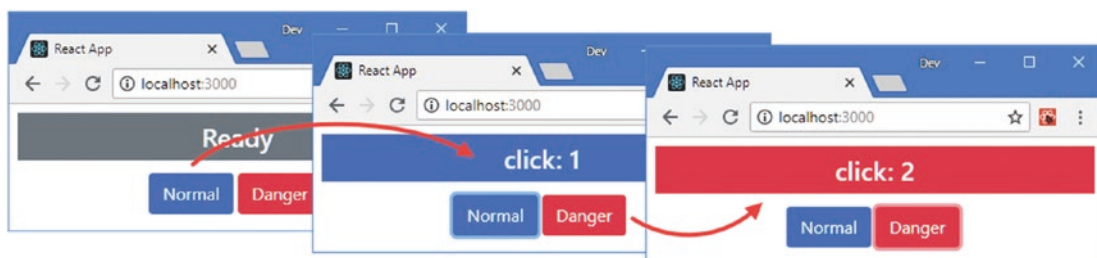 Dev
React App
localhost:3000
Ready
Normal Danger
Dev
React App
localhost:3000
click: 1
Normal Danger
Dev
React App
localhost:3000
click: 2
Normal Danger